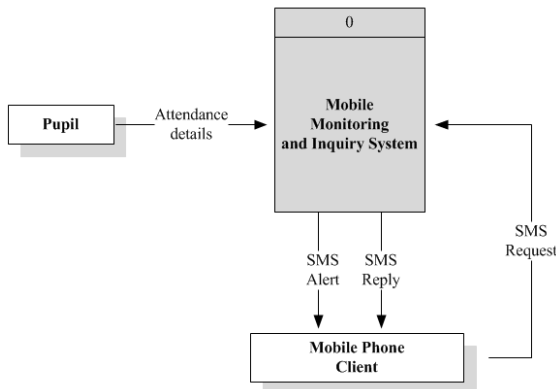 0
Mobile
Monitoring
and Inquiry System
Pupil
Attendance
details
SMS
Alert
SMS
Reply
SMS
Request
Mobile Phone
Client